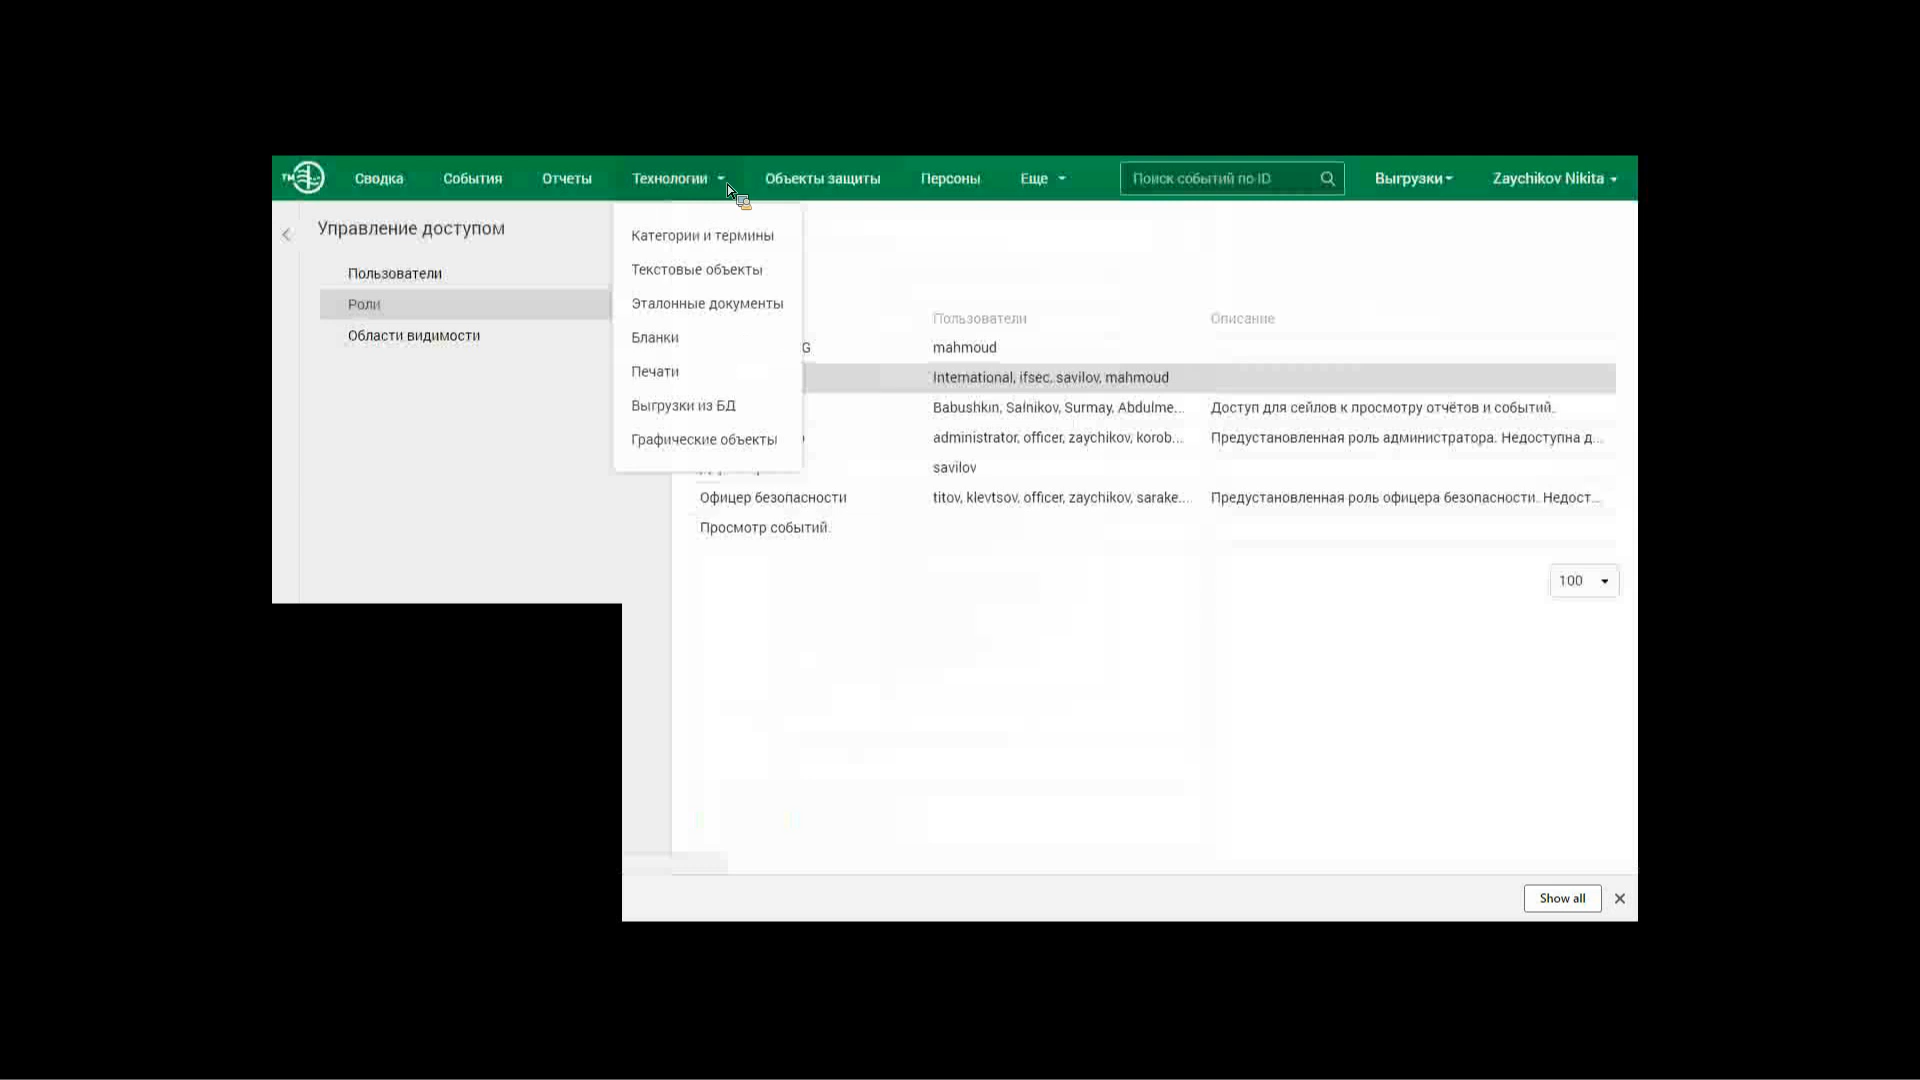 TM Сводка События Отчеты Технологии Объекты защиты Персоны Еще Поиск событий по ID Выгрузки Zaychikov Nikita
Управление доступом
Пользователи
Роли
Области видимости
Категории и термины
Текстовые объекты
Эталонные документы
Бланки
Печати
Выгрузки из БД
Графические объекты
Пользователи Описание
G mahmoud
International, ifsec, savilov, mahmoud
Babushkin, Salnikov, Surmay, Abdulme... Доступ для сейлов к просмотру отчётов и событий.
administrator, officer, zaychikov, korob... Предустановленная роль администратора. Недоступна д...
savilov
Офицер безопасности titov, klevtsov, officer, zaychikov, sarake... Предустановленная роль офицера безопасности. Недост...
Просмотр событий
100
Show all